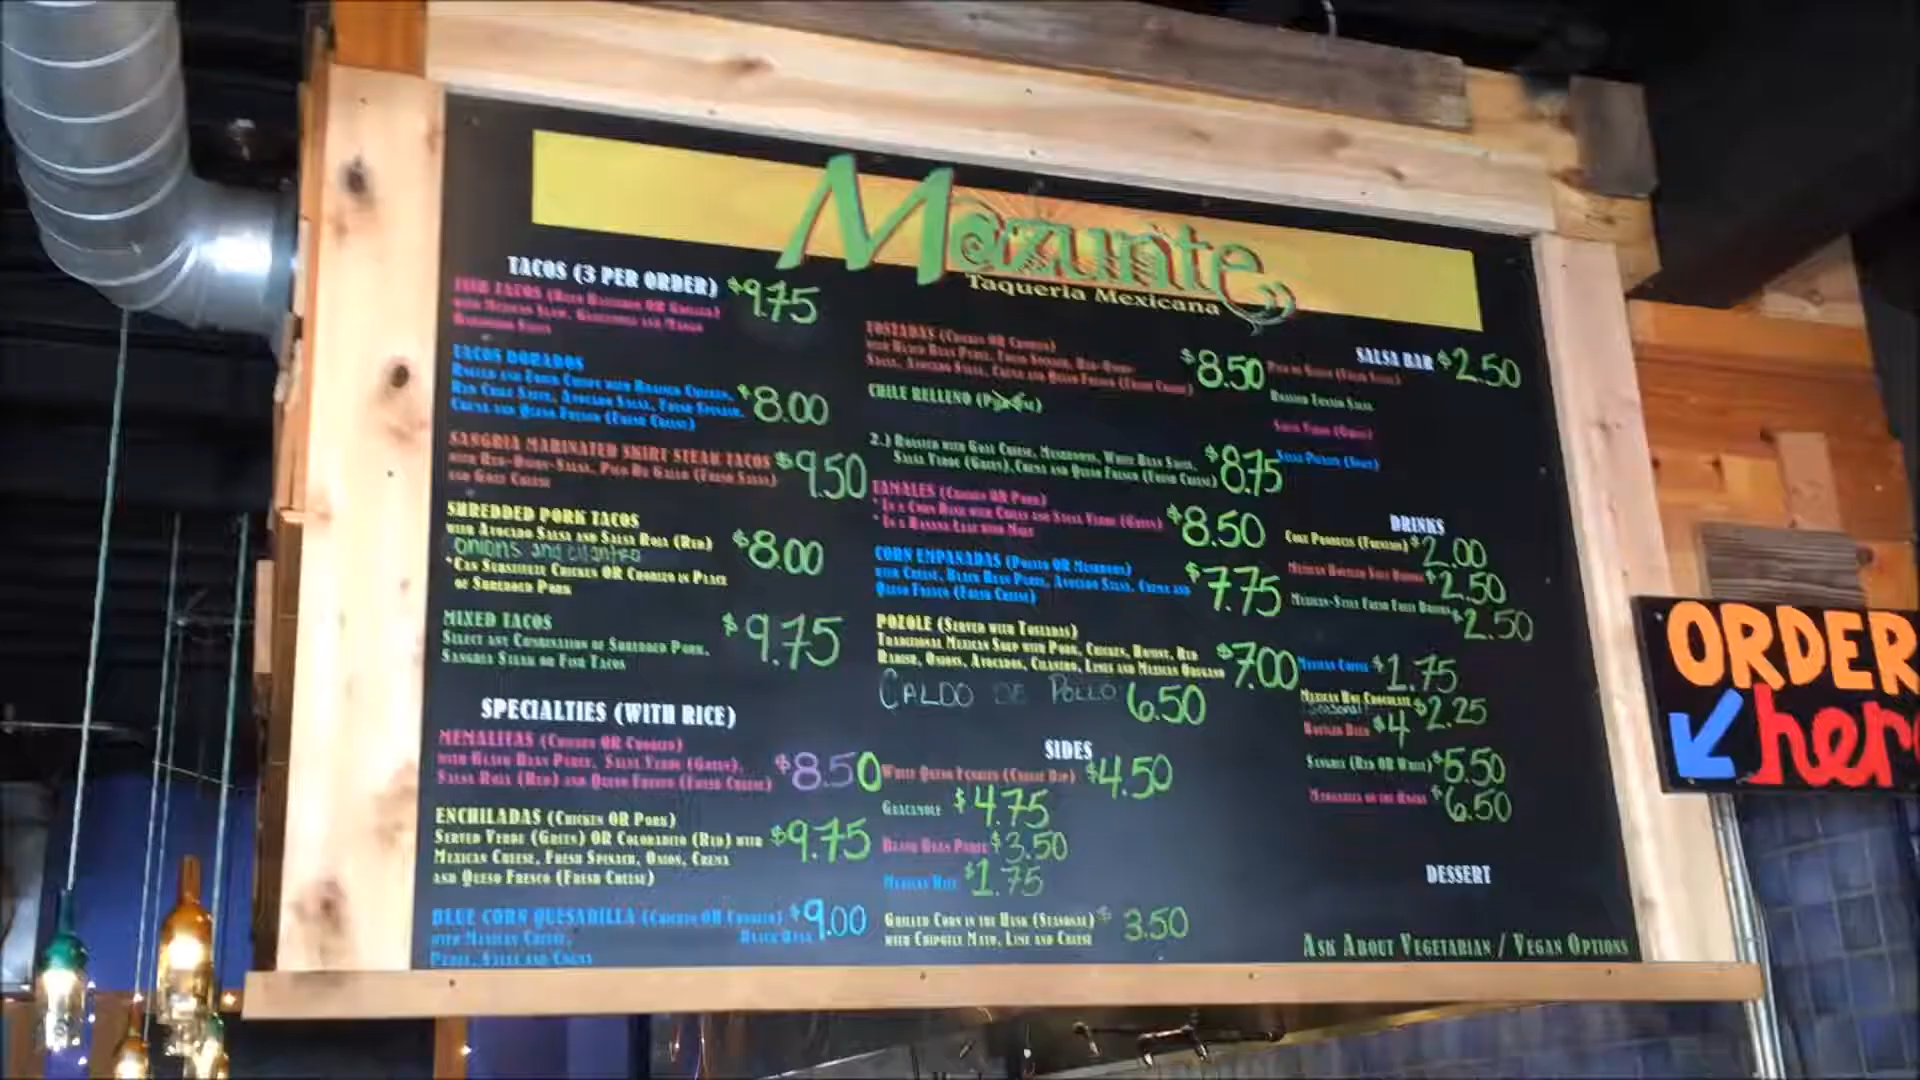 Mazunte
Taqueria Mexicana
TACOS (3 PER ORDER) $9.75
FISH TACOS (Beer Battered OR Grilled)
with Mexican Slaw, Guacamole and Mango
Habanero Salsa
TACOS DORADOS
Rolled and Fried Crispy with Roasted Chicken,
Red Chile Sauce, Avocado Salsa, Fresh Spinach, $8.00
Crema and Queso Fresco (Fresh Cheese)
SANGRIA MARINATED SKIRT STEAK TACOS $9.50
with Red-Onion-Salsa, Pico De Gallo (Fresh Salsa)
and Goat Cheese
SHREDDED PORK TACOS
with Avocado Salsa and Salsa Roja (Red) $8.00
onions and cilantro
*Can Substitute Chicken OR Chorizo in Place
of Shredded Pork
MIXED TACOS $9.75
Select any Combination of Shredded Pork,
Sangria Steak or Fish Tacos
SPECIALTIES (WITH RICE)
MEMALITAS (Chicken OR Chorizo)
with Black Bean Puree, Salsa Verde (Green), $8.50
Salsa Roja (Red) and Queso Fresco (Fresh Cheese)
ENCHILADAS (Chicken OR Pork)
Served Verde (Green) OR Coloradito (Red) with $9.75
Mexican Cheese, Fresh Spinach, Onion, Crema
and Queso Fresco (Fresh Cheese)
BLUE CORN QUESADILLA (Chicken OR Chorizo) $9.00
with Mexican Cheese, Black Bean
Puree, Salsa and Crema
TOSTADAS (Chicken OR Chorizo)
with Black Bean Puree, Fresh Spinach, Red-Onion-
Salsa, Avocado Salsa, Crema and Queso Fresco (Fresh Cheese) $8.50
CHILE RELLENO
2.) Roasted with Goat Cheese, Mushrooms, White Bean Sauce,
Salsa Verde (Green), Crema and Queso Fresco (Fresh Cheese) $8.75
TAMALES (Chicken OR Pork)
*In a Corn Husk with Chiles and Salsa Verde (Green) $8.50
*In a Banana Leaf with Mole
CORN EMPANADAS (Potato OR Mushroom)
with Cheese, Black Bean Puree, Avocado Salsa, Crema and $7.75
Queso Fresco (Fresh Cheese)
POZOLE (Served with Tostadas)
Traditional Mexican Soup with Pork, Chicken, Hominy, Red
Radish, Onions, Avocados, Cilantro, Limes and Mexican Oregano $7.00
CALDO DE POLLO 6.50
SIDES
White Queso Fundido (Cheese Dip) $4.50
Guacamole $4.75
Black Bean Puree $3.50
Mexican Rice $1.75
Grilled Corn in the Husk (Seasonal) $3.50
with Chipotle Mayo, Lime and Cheese
SALSA BAR $2.50
Pico de Gallo (Fresh Salsa)
Roasted Tomato Salsa
Salsa Verde (Green)
Salsa Picante (Spicy)
DRINKS
Coke Products (Fountain) $2.00
Mexican Bottled Soft Drinks $2.50
Mexican-Style Fresh Fruit Drinks $2.50
Mexican Coffee $1.75
Mexican Hot Chocolate $2.25
(Seasonal)
Bottled Beer $4
Sangria (Red OR White) $5.50
Margarita on the Rocks $6.50
DESSERT
Ask About Vegetarian / Vegan Options
ORDER